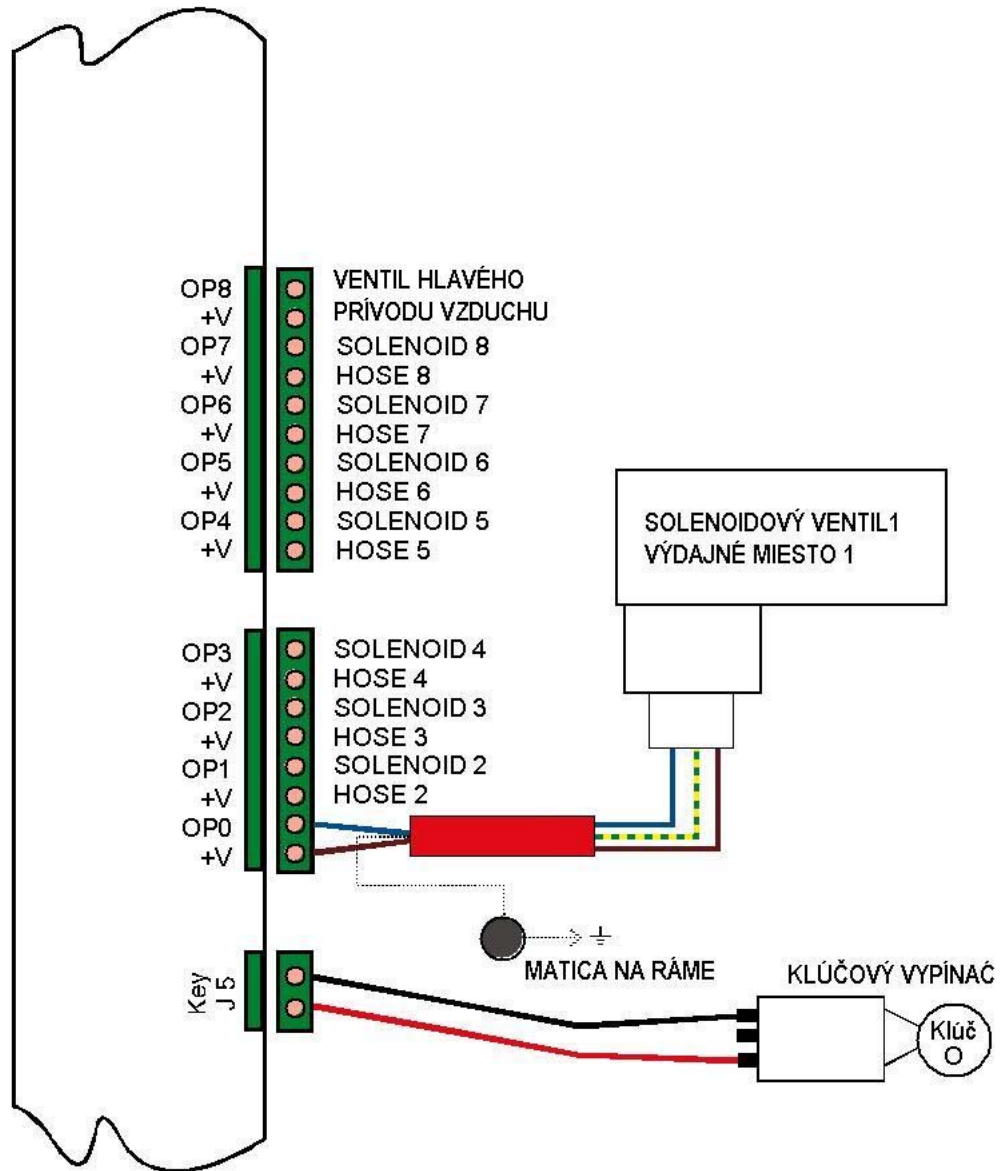 OP8 VENTIL HLAVÉHO
+V PRÍVODU VZDUCHU
OP7 SOLENOID 8
+V HOSE 8
OP6 SOLENOID 7
+V HOSE 7
OP5 SOLENOID 6
+V HOSE 6
OP4 SOLENOID 5
+V HOSE 5
SOLENOIDOVÝ VENTIL1
VÝDAJNÉ MIESTO 1
OP3 SOLENOID 4
+V HOSE 4
OP2 SOLENOID 3
+V HOSE 3
OP1 SOLENOID 2
+V HOSE 2
OP0
+V
MATICA NA RÁME
Key
J 5
KLÚČOVÝ VYPÍNAČ
Klúč
O